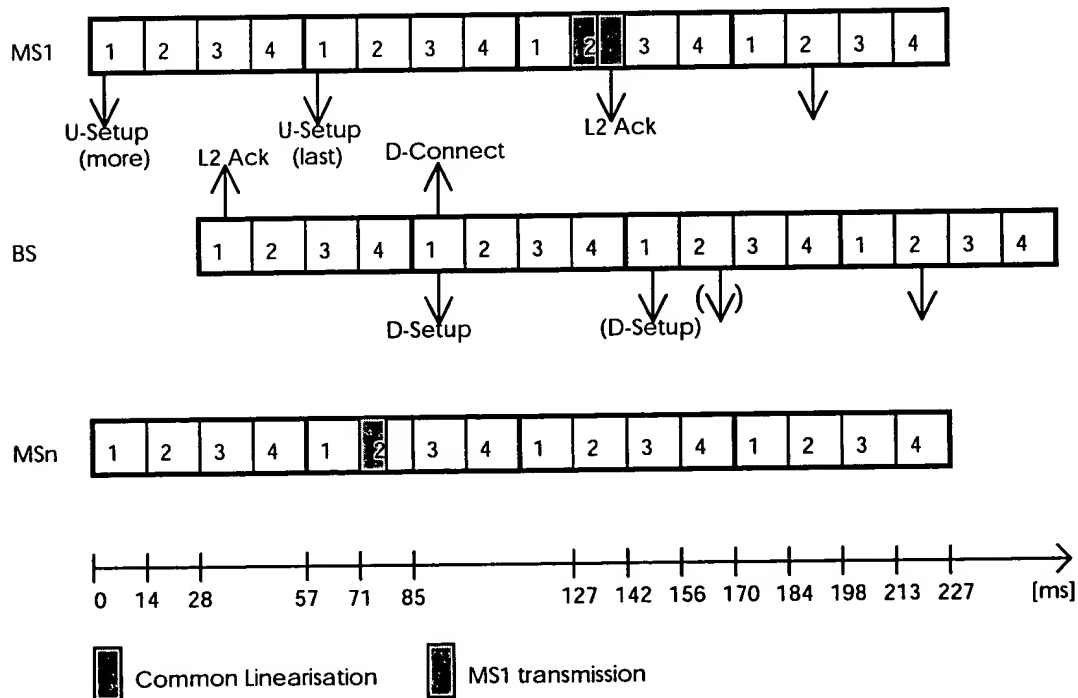 MS1
1 2 3 4 1 2 3 4 1 2 3 4 1 2 3 4
U-Setup
(more)
L2 Ack
U-Setup
(last)
D-Connect
L2 Ack
BS
1 2 3 4 1 2 3 4 1 2 3 4 1 2 3 4
D-Setup
(D-Setup)
( )
MSn
1 2 3 4 1 2 3 4 1 2 3 4 1 2 3 4
0 14 28 57 71 85 127 142 156 170 184 198 213 227 [ms]
Common Linearisation
MS1 transmission